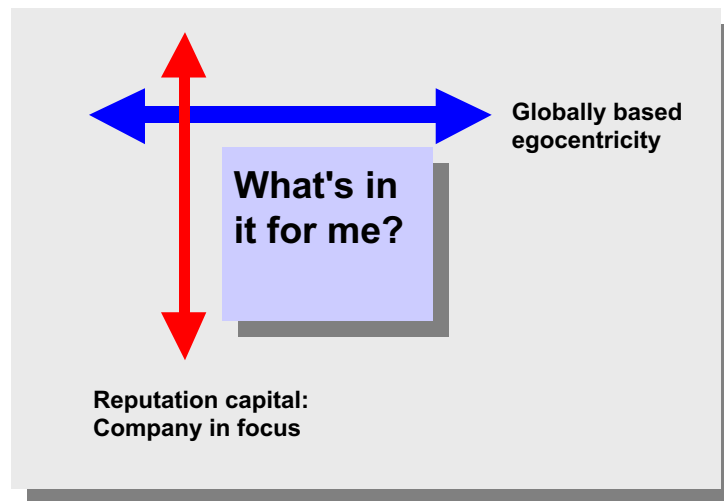 Globally based
egocentricity
What's in
it for me?
Reputation capital:
Company in focus